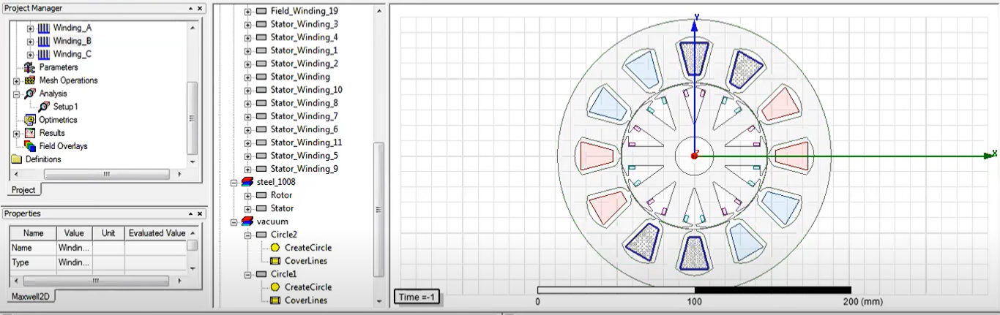 Project Manager
Winding_A
Winding_B
Winding_C
Parameters
Mesh Operations
Analysis
Setup1
Optimetrics
Results
Field Overlays
Definitions
Project
Properties
Name Value Unit Evaluated Value
Name Windin...
Type Windin...
Maxwell2D
Field_Winding_19
Stator_Winding_3
Stator_Winding_4
Stator_Winding_1
Stator_Winding_2
Stator_Winding
Stator_Winding_10
Stator_Winding_8
Stator_Winding_7
Stator_Winding_6
Stator_Winding_11
Stator_Winding_5
Stator_Winding_9
steel_1008
Rotor
Stator
vacuum
Circle2
CreateCircle
CoverLines
Circle1
CreateCircle
CoverLines
Y
X
Time =-1
0 100 200 (mm)